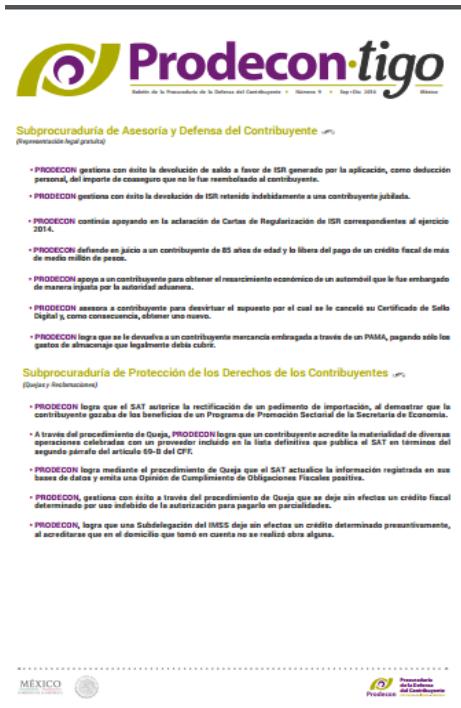 Prodecon·tigo
Boletín de la Procuraduría de la Defensa del Contribuyente • Número 9 • Sep-Dic 2016 México
Subprocuraduría de Asesoría y Defensa del Contribuyente
(Representación legal gratuita)
• PRODECON gestiona con éxito la devolución de saldo a favor de ISR generado por la aplicación, como deducción
personal, del importe de coaseguro que no le fue reembolsado al contribuyente.
• PRODECON gestiona con éxito la devolución de ISR retenido indebidamente a una contribuyente jubilada.
• PRODECON continúa apoyando en la aclaración de Cartas de Regularización de ISR correspondientes al ejercicio
2014.
• PRODECON defiende en juicio a un contribuyente de 85 años de edad y lo libera del pago de un crédito fiscal de más
de medio millón de pesos.
• PRODECON apoya a un contribuyente para obtener el resarcimiento económico de un automóvil que le fue embargado
de manera injusta por la autoridad aduanera.
• PRODECON asesora a contribuyente para desvirtuar el supuesto por el cual se le canceló su Certificado de Sello
Digital y, como consecuencia, obtener uno nuevo.
• PRODECON logra que se le devuelva a un contribuyente mercancía embragada a través de un PAMA, pagando sólo los
gastos de almacenaje que legalmente debía cubrir.
Subprocuraduría de Protección de los Derechos de los Contribuyentes
(Quejas y Reclamaciones)
• PRODECON logra que el SAT autorice la rectificación de un pedimento de importación, al demostrar que la
contribuyente gozaba de los beneficios de un Programa de Promoción Sectorial de la Secretaría de Economía.
• A través del procedimiento de Queja, PRODECON logra que un contribuyente acredite la materialidad de diversas
operaciones celebradas con un proveedor incluido en la lista definitiva que publica el SAT en términos del
segundo párrafo del artículo 69-B del CFF.
• PRODECON logra mediante el procedimiento de Queja que el SAT actualice la información registrada en sus
bases de datos y emita una Opinión de Cumplimiento de Obligaciones Fiscales positiva.
• PRODECON, gestiona con éxito a través del procedimiento de Queja que se deje sin efectos un crédito fiscal
determinado por uso indebido de la autorización para pagarlo en parcialidades.
• PRODECON, logra que una Subdelegación del IMSS deje sin efectos un crédito determinado presuntivamente,
al acreditarse que en el domicilio que tomó en cuenta no se realizó obra alguna.
MÉXICO
Prodecon
Procuraduría
de la Defensa
del Contribuyente